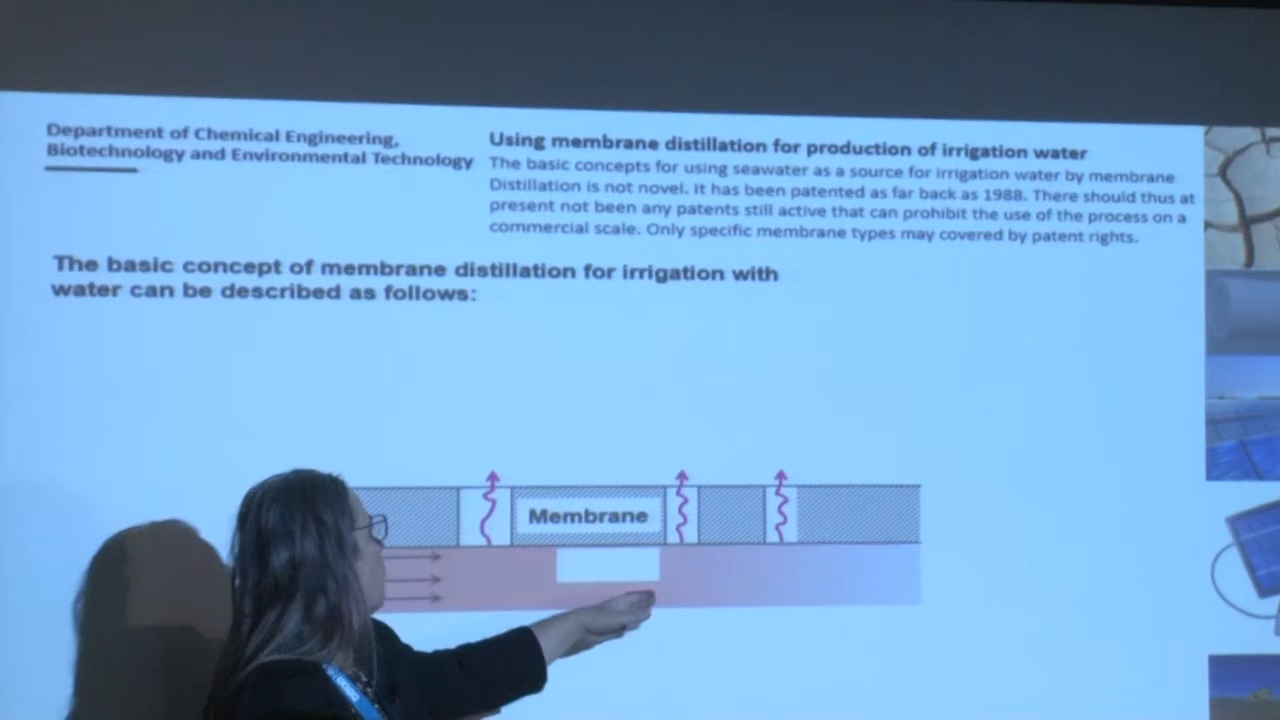 Department of Chemical Engineering,
Biotechnology and Environmental Technology
Using membrane distillation for production of irrigation water
The basic concepts for using seawater as a source for irrigation water by membrane
Distillation is not novel. It has been patented as far back as 1988. There should thus at
present not been any patents still active that can prohibit the use of the process on a
commercial scale. Only specific membrane types may covered by patent rights.
The basic concept of membrane distillation for irrigation with
water can be described as follows:
Membrane